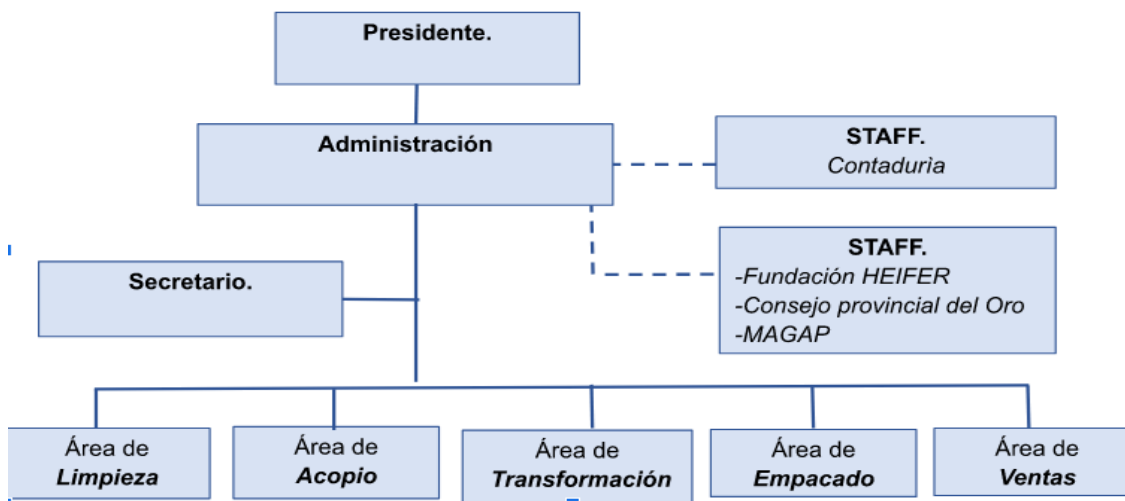 Presidente.
Administración
STAFF.
Contaduria
STAFF.
-Fundación HEIFER
-Consejo provincial del Oro
-MAGAP
Secretario.
Área de
Limpieza
Área de
Acopio
Área de
Transformación
Área de
Empacado
Área de
Ventas